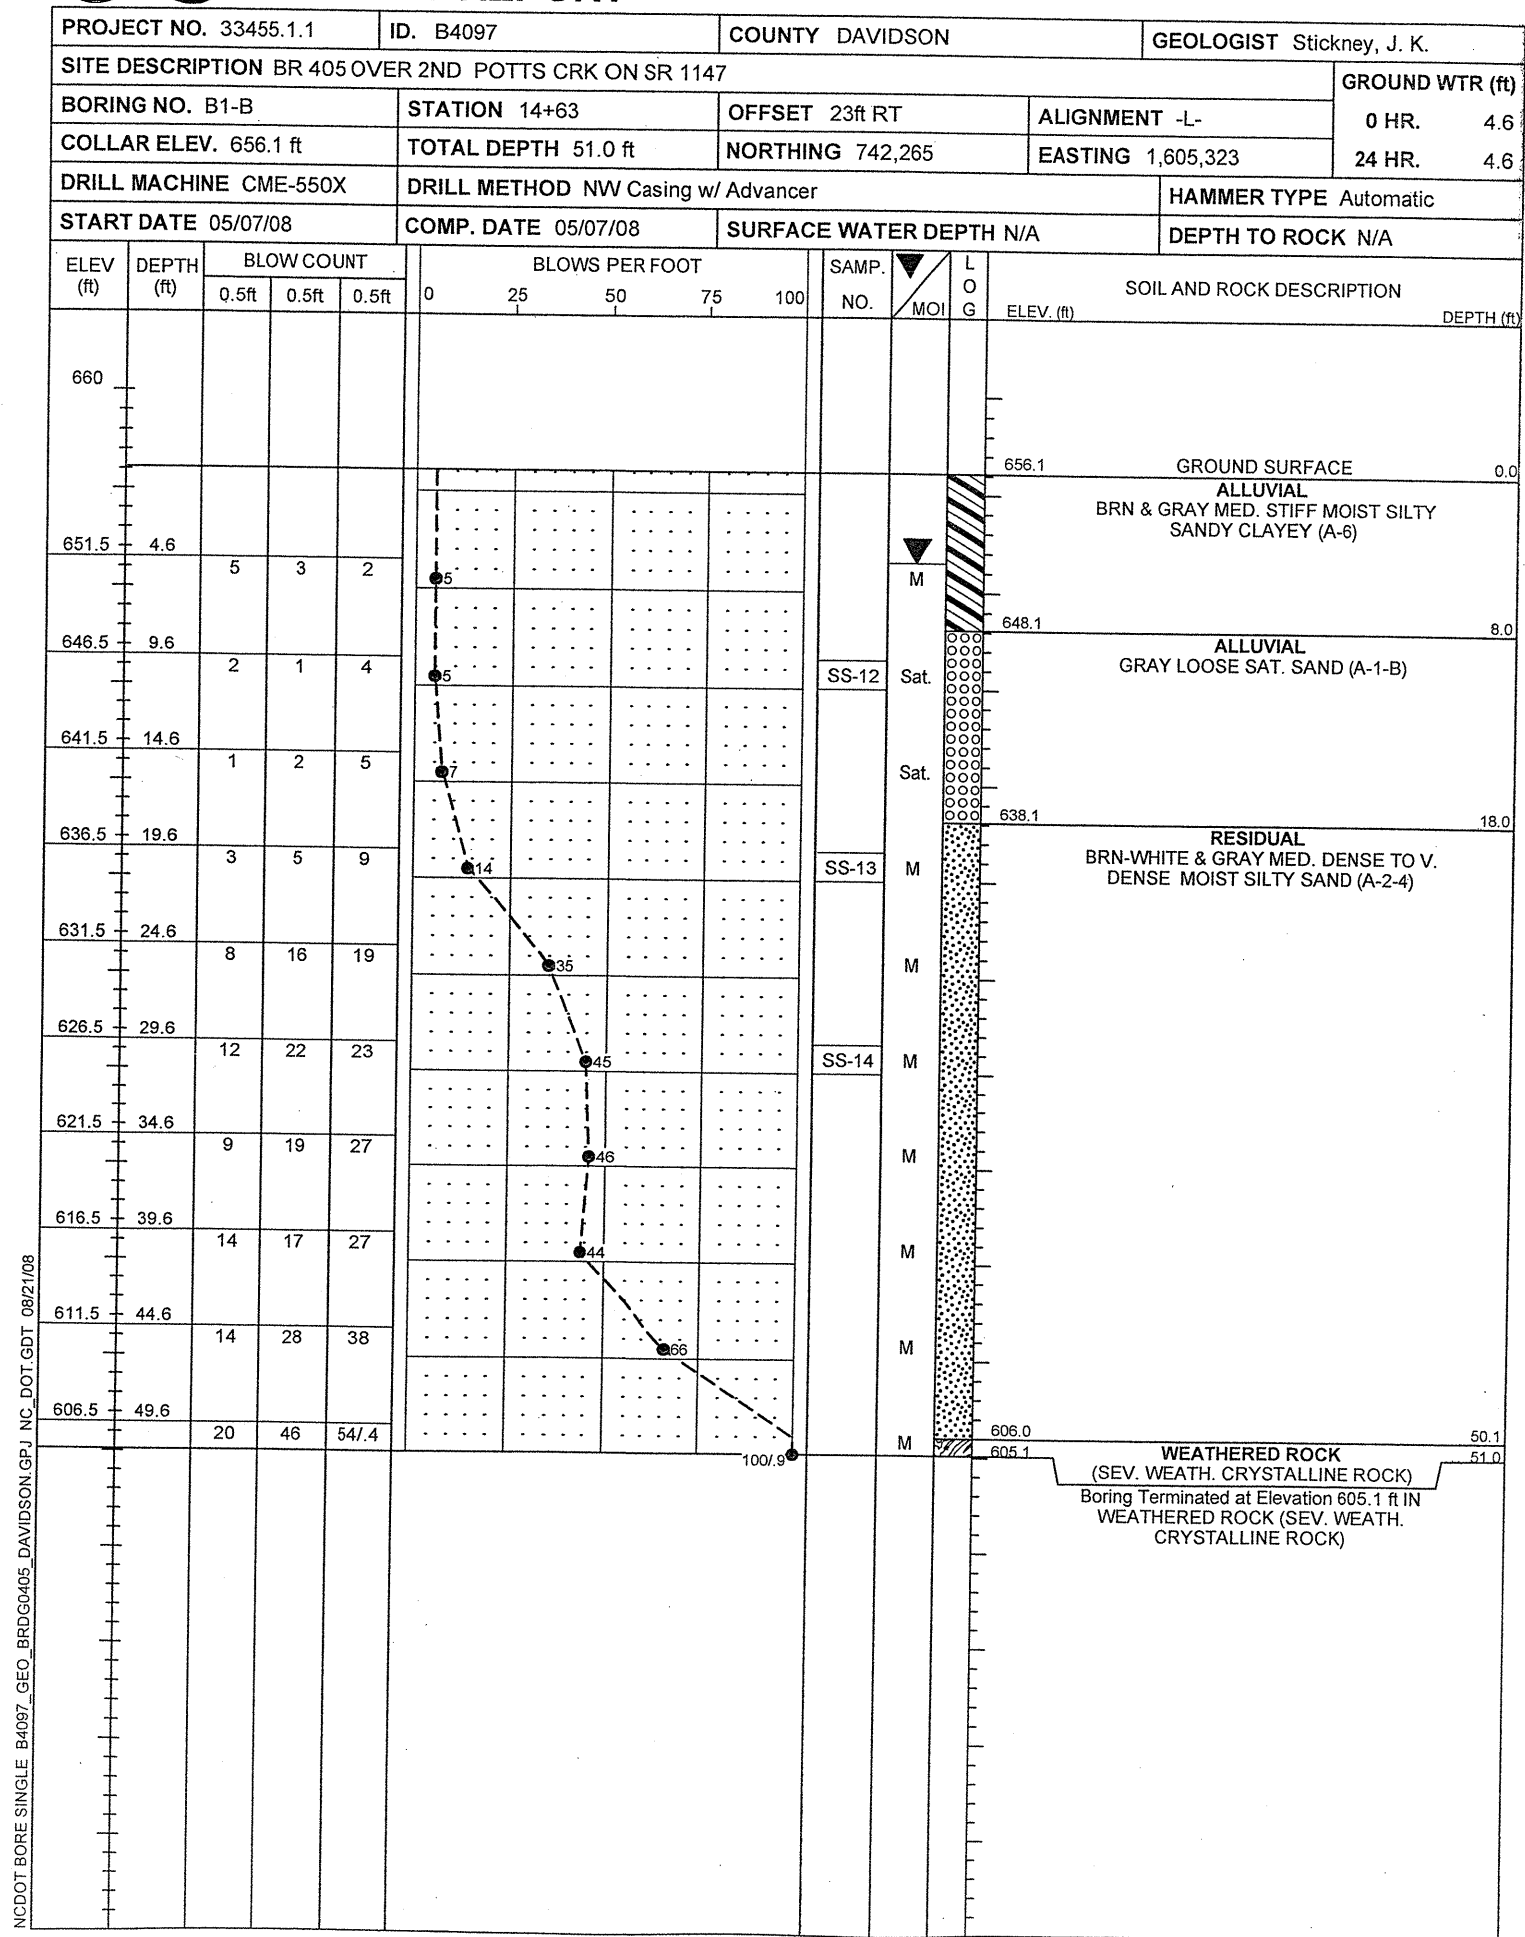 PROJECT NO. 33455.1.1 ID. B4097 COUNTY DAVIDSON GEOLOGIST Stickney, J. K.
SITE DESCRIPTION BR 405 OVER 2ND POTTS CRK ON SR 1147 GROUND WTR (ft)
BORING NO. B1-B STATION 14+63 OFFSET 23ft RT ALIGNMENT -L- 0 HR. 4.6
COLLAR ELEV. 656.1 ft TOTAL DEPTH 51.0 ft NORTHING 742,265 EASTING 1,605,323 24 HR. 4.6
DRILL MACHINE CME-550X DRILL METHOD NW Casing w/ Advancer HAMMER TYPE Automatic
START DATE 05/07/08 COMP. DATE 05/07/08 SURFACE WATER DEPTH N/A DEPTH TO ROCK N/A
ELEV (ft) DEPTH (ft) BLOW COUNT BLOWS PER FOOT SAMP. NO. MOI LOG SOIL AND ROCK DESCRIPTION
0.5ft 0.5ft 0.5ft 0 25 50 75 100 ELEV. (ft) DEPTH (ft)
660
656.1 GROUND SURFACE 0.0
ALLUVIAL
BRN & GRAY MED. STIFF MOIST SILTY
SANDY CLAYEY (A-6)
651.5 4.6
5 3 2 5 M
648.1 8.0
646.5 9.6 ALLUVIAL
2 1 4 5 SS-12 Sat. GRAY LOOSE SAT. SAND (A-1-B)
641.5 14.6
1 2 5 7 Sat.
638.1 18.0
636.5 19.6 RESIDUAL
3 5 9 14 SS-13 M BRN-WHITE & GRAY MED. DENSE TO V.
DENSE MOIST SILTY SAND (A-2-4)
631.5 24.6
8 16 19 35 M
626.5 29.6
12 22 23 45 SS-14 M
621.5 34.6
9 19 27 46 M
616.5 39.6
14 17 27 44 M
611.5 44.6
14 28 38 66 M
606.5 49.6
20 46 54/.4 100/.9 M 606.0 50.1
605.1 WEATHERED ROCK 51.0
(SEV. WEATH. CRYSTALLINE ROCK)
Boring Terminated at Elevation 605.1 ft IN
WEATHERED ROCK (SEV. WEATH.
CRYSTALLINE ROCK)
NCDOT BORE SINGLE B4097_GEO_BRDG0405_DAVIDSON.GPJ NC_DOT.GDT 08/21/08